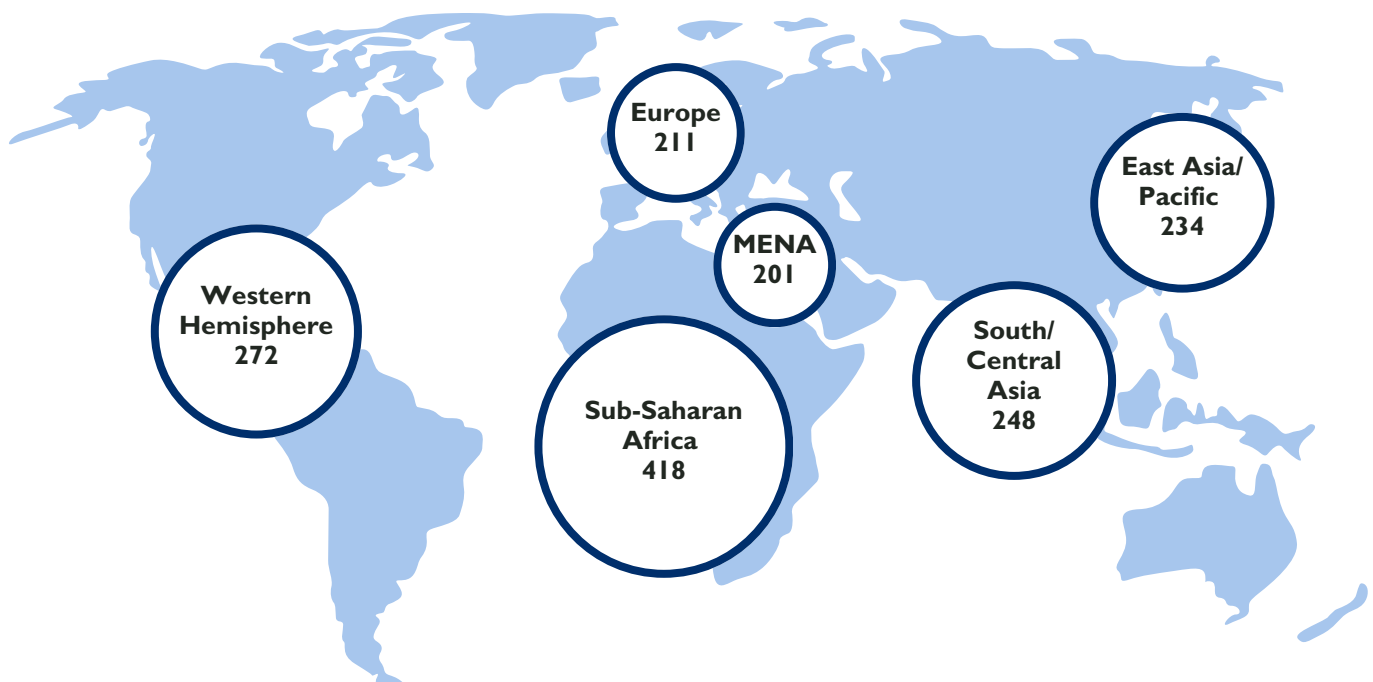 Europe
211
East Asia/
Pacific
234
MENA
201
Western
Hemisphere
272
South/
Central
Asia
248
Sub-Saharan
Africa
418